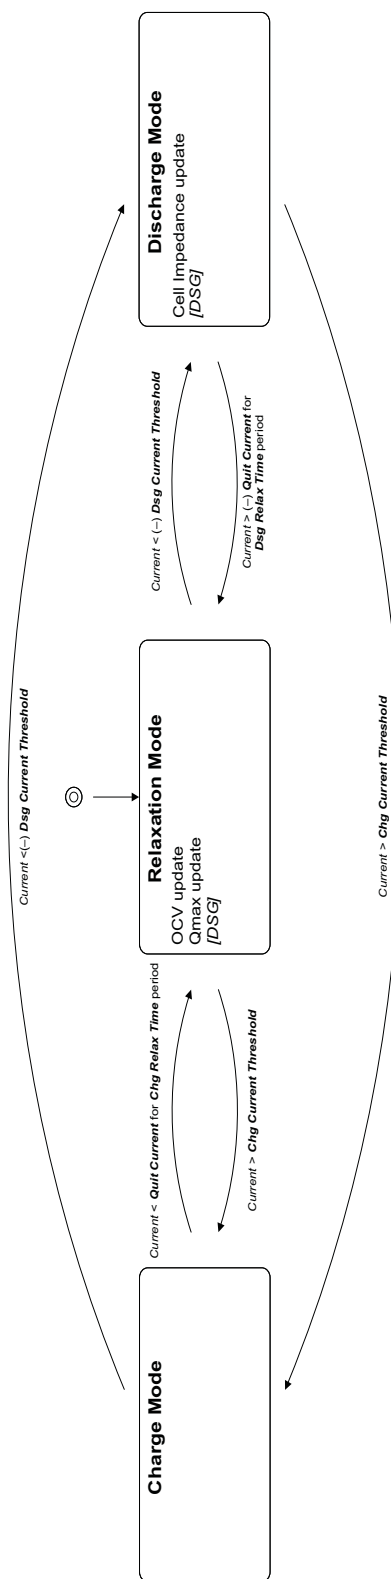 Current <(–) Dsg Current Threshold
Charge Mode
Current < Quit Current for Chg Relax Time period
Current > Chg Current Threshold
Relaxation Mode
OCV update
Qmax update
[DSG]
Current < (–) Dsg Current Threshold
Current > (–) Quit Current for
Dsg Relax Time period
Discharge Mode
Cell Impedance update
[DSG]
Current > Chg Current Threshold